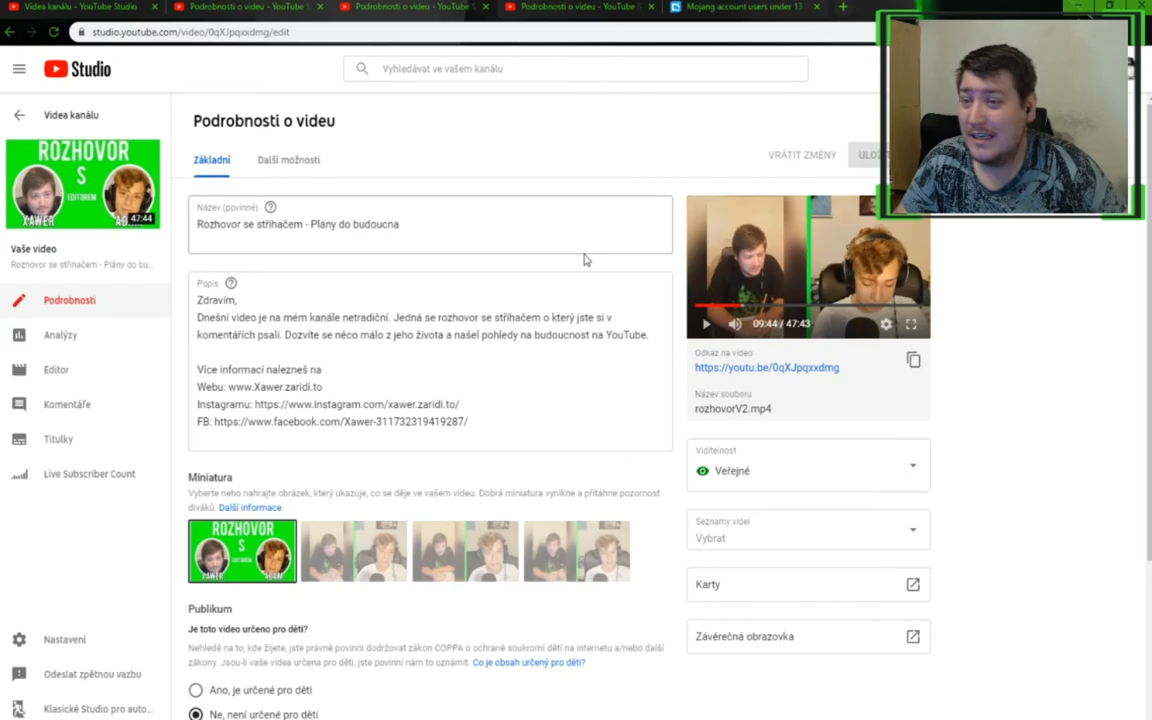 Videa kanálu - YouTube Studio
Podrobnosti o videu - YouTube S
Podrobnosti o videu - YouTube S
Podrobnosti o videu - YouTube S
Mojang account users under 13
studio.youtube.com/video/0qXJpqxxdmg/edit
Studio
Vyhledávat ve vašem kanálu
Videa kanálu
ROZHOVOR
S
EDITOREM
XAWER
47:44
Vaše video
Rozhovor se stříhačem - Plány do bu...
Podrobnosti
Analýzy
Editor
Komentáře
Titulky
Live Subscriber Count
Nastavení
Odeslat zpětnou vazbu
Klasické Studio pro auto...
Podrobnosti o videu
Základní
Další možnosti
VRÁTIT ZMĚNY
Název (povinné)
Rozhovor se stříhačem - Plány do budoucna
Popis
Zdravím,
Dnešní video je na mém kanále netradiční. Jedná se rozhovor se stříhačem o který jste si v
komentářích psali. Dozvíte se něco málo z jeho života a našel pohledy na budoucnost na YouTube.
Více informací nalezneš na
Webu: www.Xawer.zaridi.to
Instagramu: https://www.instagram.com/xawer.zaridi.to/
FB: https://www.facebook.com/Xawer-311732319419287/
Miniatura
Vyberte nebo nahrajte obrázek, který ukazuje, co se děje ve vašem videu. Dobrá miniatura vynikne a přitáhne pozornost
diváků. Další informace
ROZHOVOR
S
XAWER
ADAM
Publikum
Je toto video určeno pro děti?
Nehledě na to, kde žijete, jste právně povinni dodržovat zákon COPPA o ochraně soukromí dětí na internetu a/nebo další
zákony. Jsou-li vaše videa určena pro děti, jste povinni nám to oznámit. Co je obsah určený pro děti?
Ano, je určené pro děti
Ne, není určené pro děti
09:44 / 47:43
Odkaz na video
https://youtu.be/0qXJpqxxdmg
Název souboru
rozhovorV2.mp4
Viditelnost
Veřejné
Seznamy videí
Vybrat
Karty
Závěrečná obrazovka